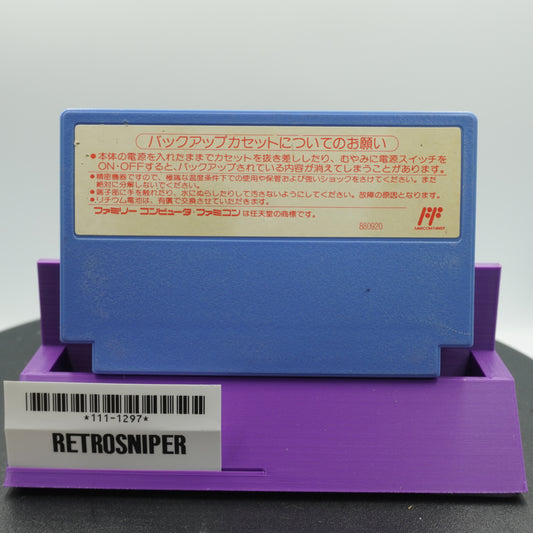 バックアップカセットについてのお願い
●本体の電源を入れたままでカセットを抜き差ししたり、むやみに電源スイッチを
ON・OFFすると、バックアップされている内容が消えてしまうことがあります。
●精密機器ですので、極端な温度条件下での使用や保管および強いショックをさけてください。また
絶対に分解しないでください。
●端子部に手を触れたり、水にぬらしたりして汚さないようにしてください。故障の原因となります。
●リチウム電池は、有償で交換させていただきます。
ファミリーコンピュータ・ファミコンは任天堂の商標です。
880920
FAMICOM FAMILY
*111-1297*
RETROSNIPER